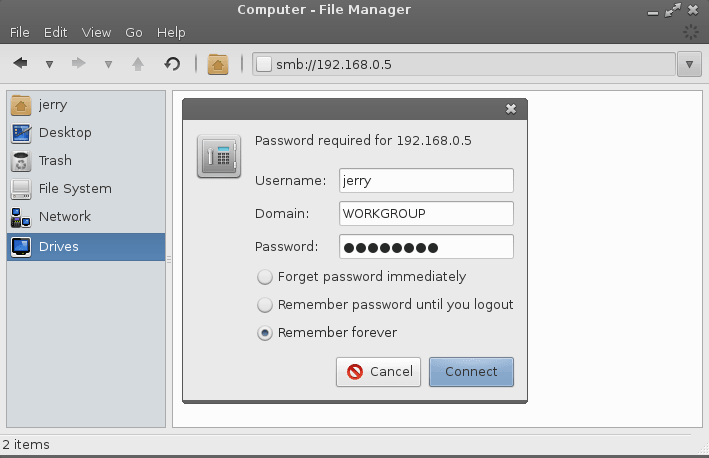 Computer - File Manager
File Edit View Go Help
smb://192.168.0.5
jerry
Desktop
Trash
File System
Network
Drives
Password required for 192.168.0.5
Username: jerry
Domain: WORKGROUP
Password: ●●●●●●●●
Forget password immediately
Remember password until you logout
Remember forever
Cancel Connect
2 items